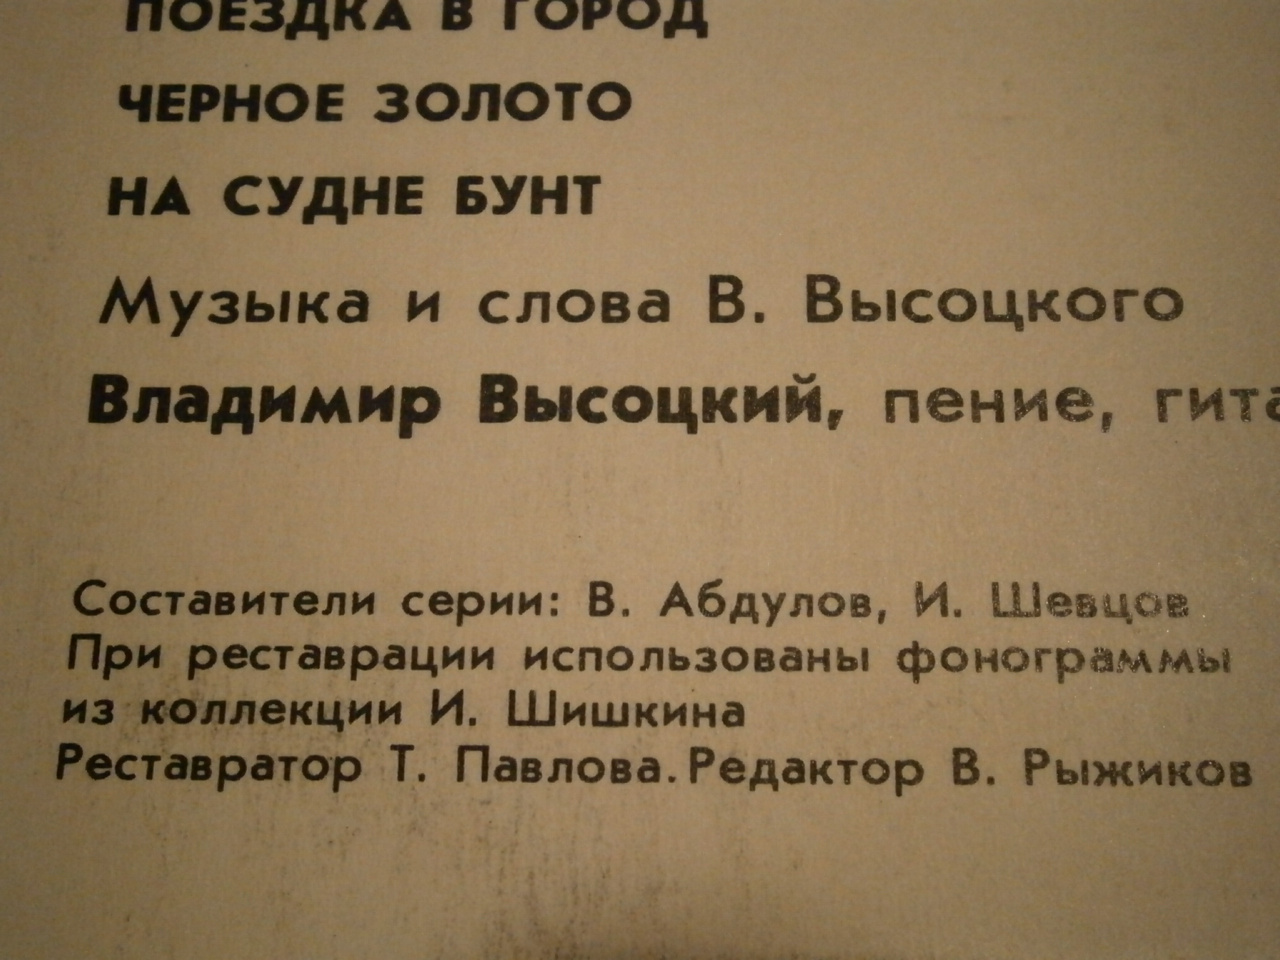 ПОЕЗДКА В ГОРОД
ЧЕРНОЕ ЗОЛОТО
НА СУДНЕ БУНТ
Музыка и слова В. Высоцкого
Владимир Высоцкий, пение, гита
Составители серии: В. Абдулов, И. Шевцов
При реставрации использованы фонограммы
из коллекции И. Шишкина
Реставратор Т. Павлова. Редактор В. Рыжиков